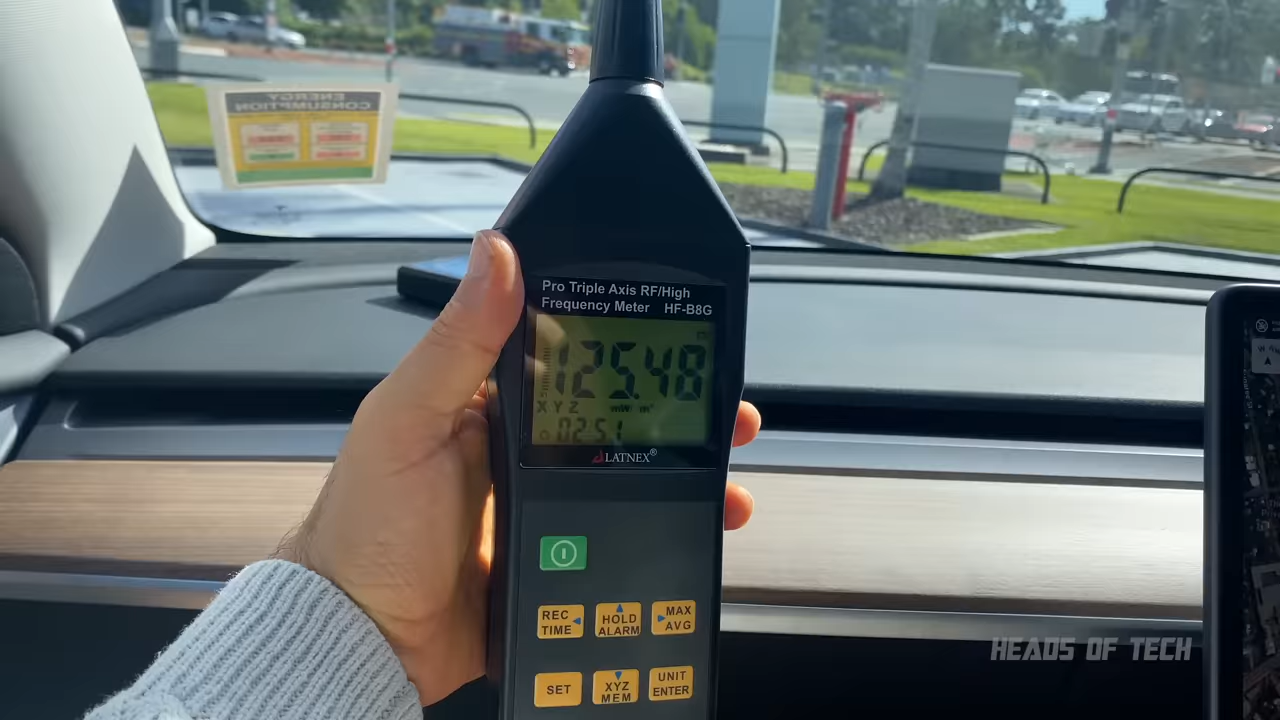 ENERGY
CONSUMPTION
Pro Triple Axis RF/High
Frequency Meter HF-B8G
125.48
XYZ mW m²
02:51
LATNEX®
REC
TIME
HOLD
ALARM
MAX
AVG
SET
XYZ
MEM
UNIT
ENTER
HEADS OF TECH